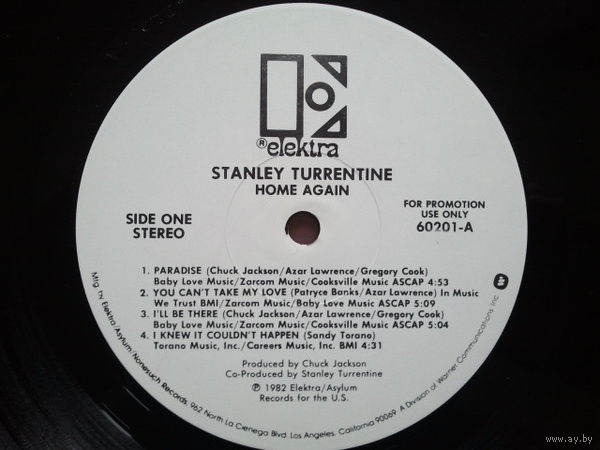 ® elektra
STANLEY TURRENTINE
HOME AGAIN
SIDE ONE
STEREO
FOR PROMOTION
USE ONLY
60201-A
1. PARADISE (Chuck Jackson/Azar Lawrence/Gregory Cook)
Baby Love Music/Zarcom Music/Cooksville Music ASCAP 4:53
2. YOU CAN'T TAKE MY LOVE (Patryce Banks/Azar Lawrence) In Music
We Trust BMI/Zarcom Music/Baby Love Music ASCAP 5:09
3. I'LL BE THERE (Chuck Jackson/Azar Lawrence/Gregory Cook)
Baby Love Music/Zarcom Music/Cooksville Music ASCAP 5:04
4. I KNEW IT COULDN'T HAPPEN (Sandy Torano)
Torano Music, Inc./Careers Music, Inc. BMI 4:31
Produced by Chuck Jackson
Co-Produced by Stanley Turrentine
℗ 1982 Elektra/Asylum
Records for the U.S.
Mfg. by Elektra/Asylum/Nonesuch Records, 962 North La Cienega Blvd. Los Angeles, California 90069. A Division of Warner Communications Inc.
www.ay.by